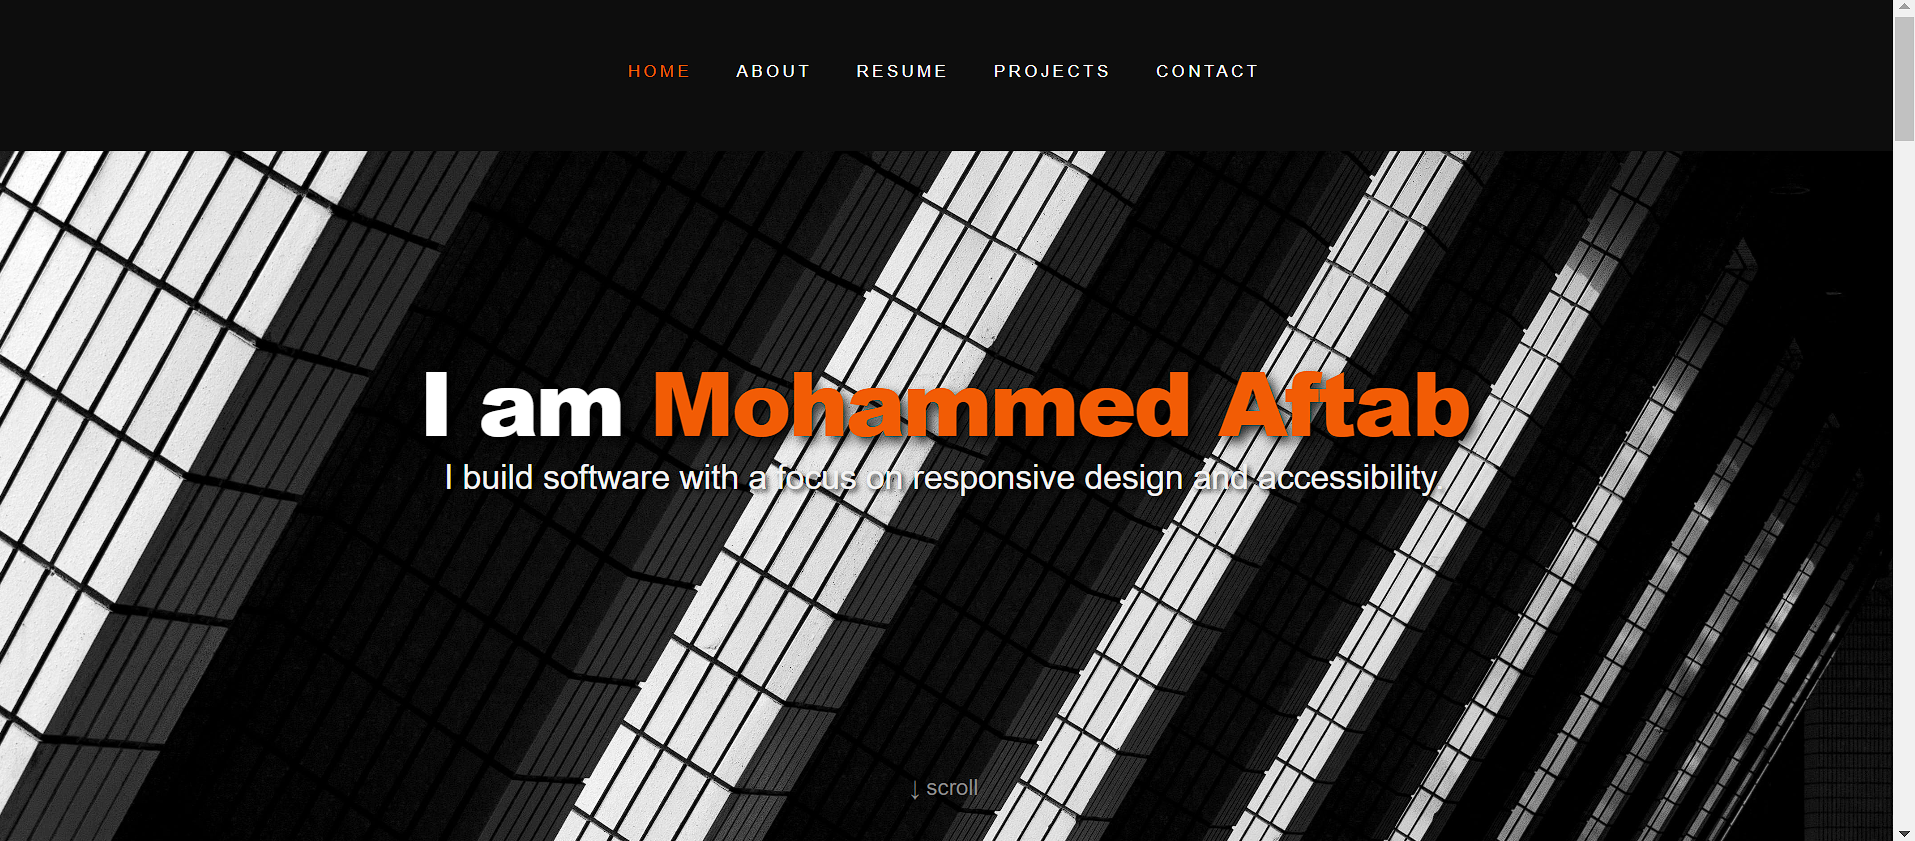 HOME ABOUT RESUME PROJECTS CONTACT
I am Mohammed Aftab
I build software with a focus on responsive design and accessibility.
↓ scroll